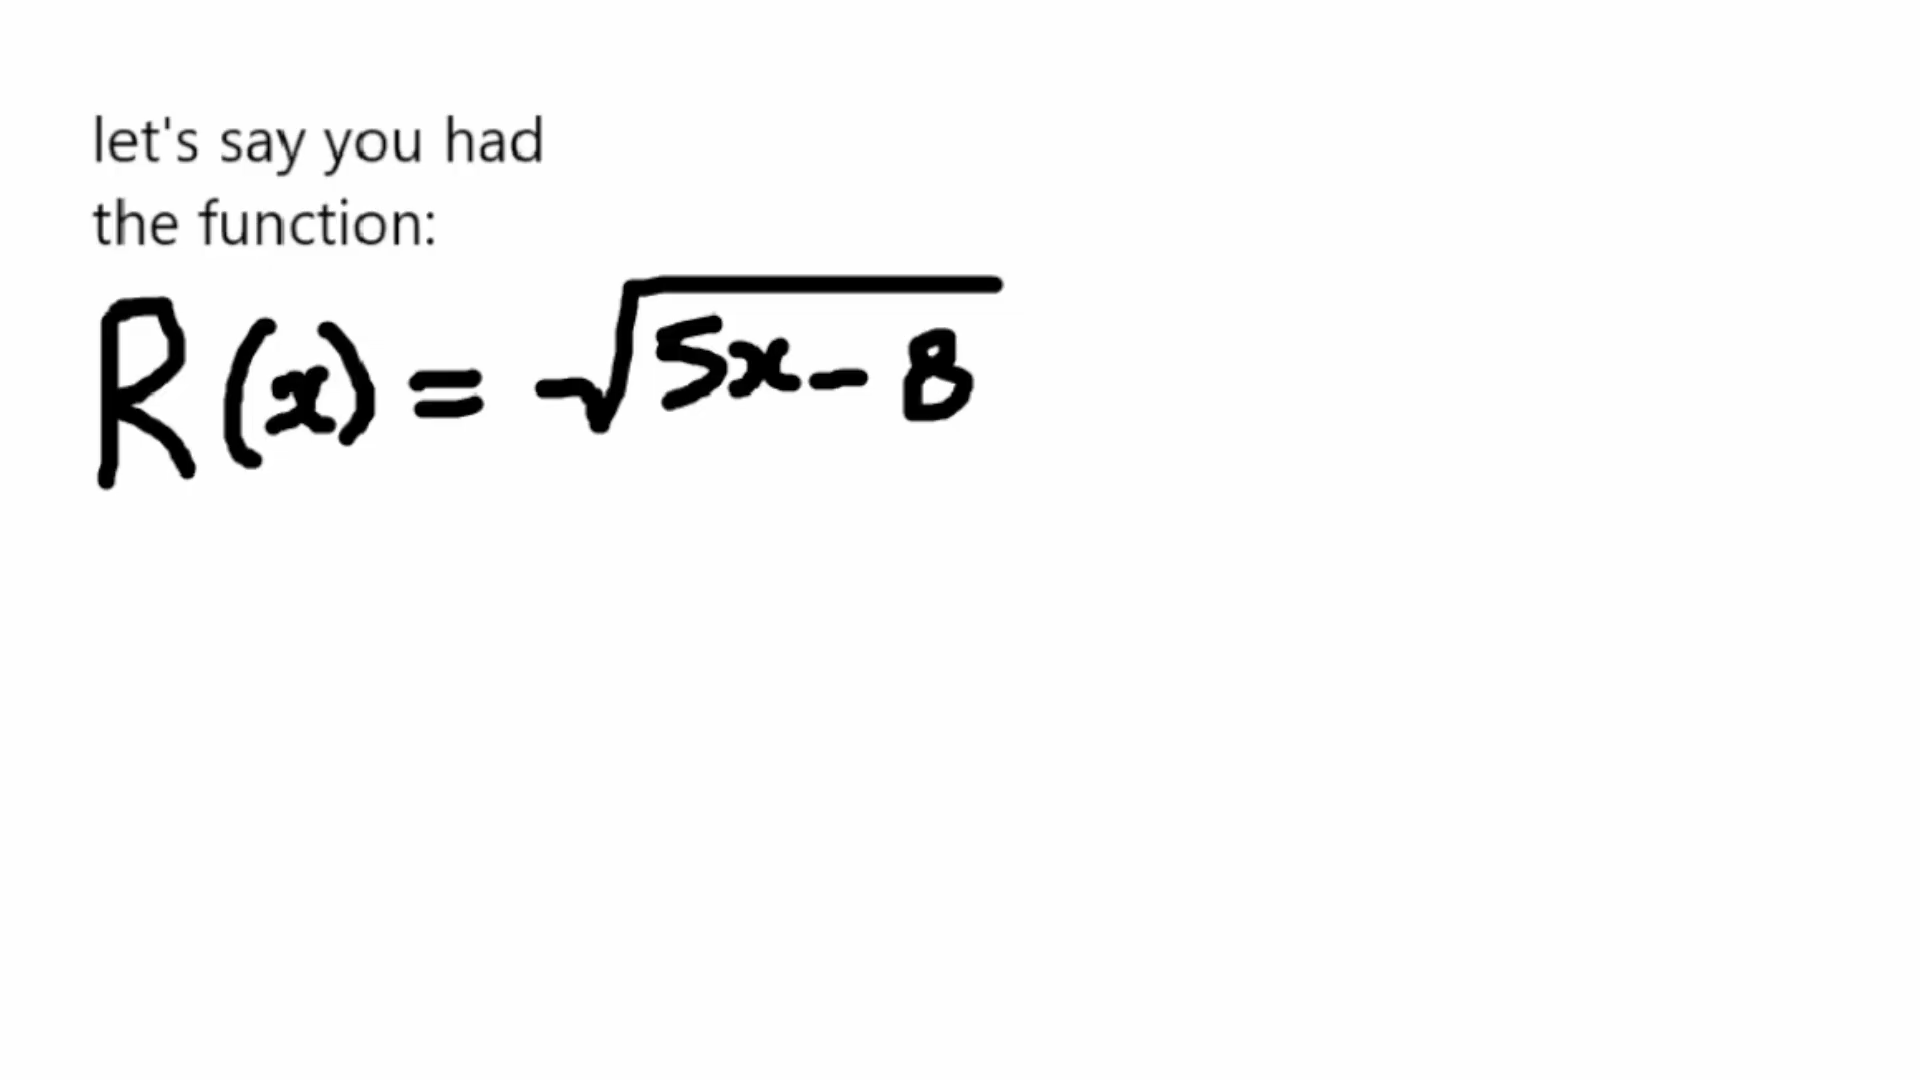 let's say you had
the function:
R(x) = √5x - 8